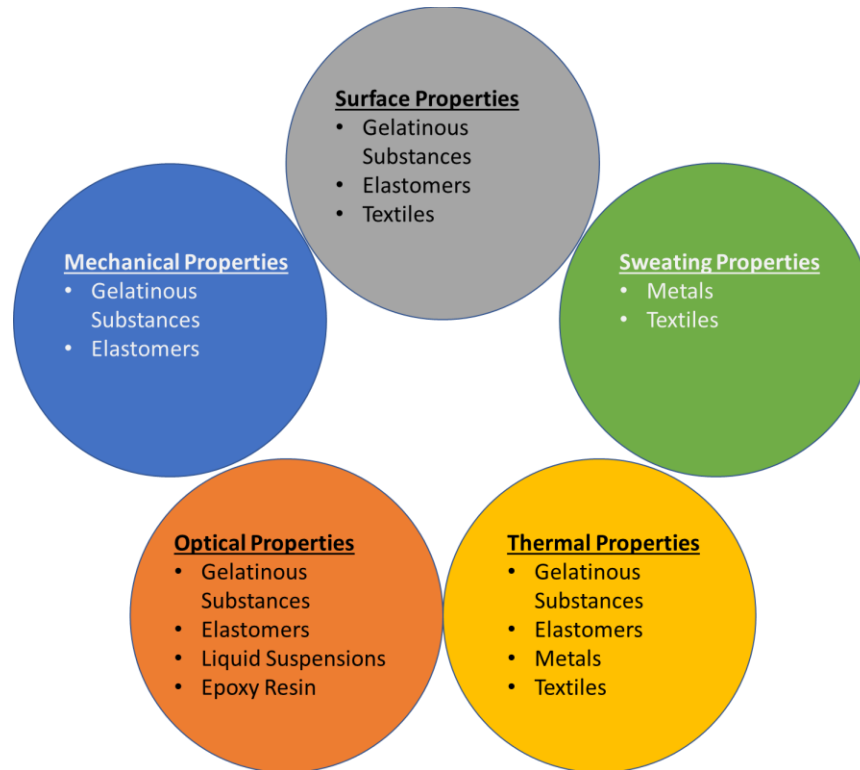 Surface Properties
• Gelatinous
Substances
• Elastomers
• Textiles
Mechanical Properties
• Gelatinous
Substances
• Elastomers
Sweating Properties
• Metals
• Textiles
Optical Properties
• Gelatinous
Substances
• Elastomers
• Liquid Suspensions
• Epoxy Resin
Thermal Properties
• Gelatinous
Substances
• Elastomers
• Metals
• Textiles